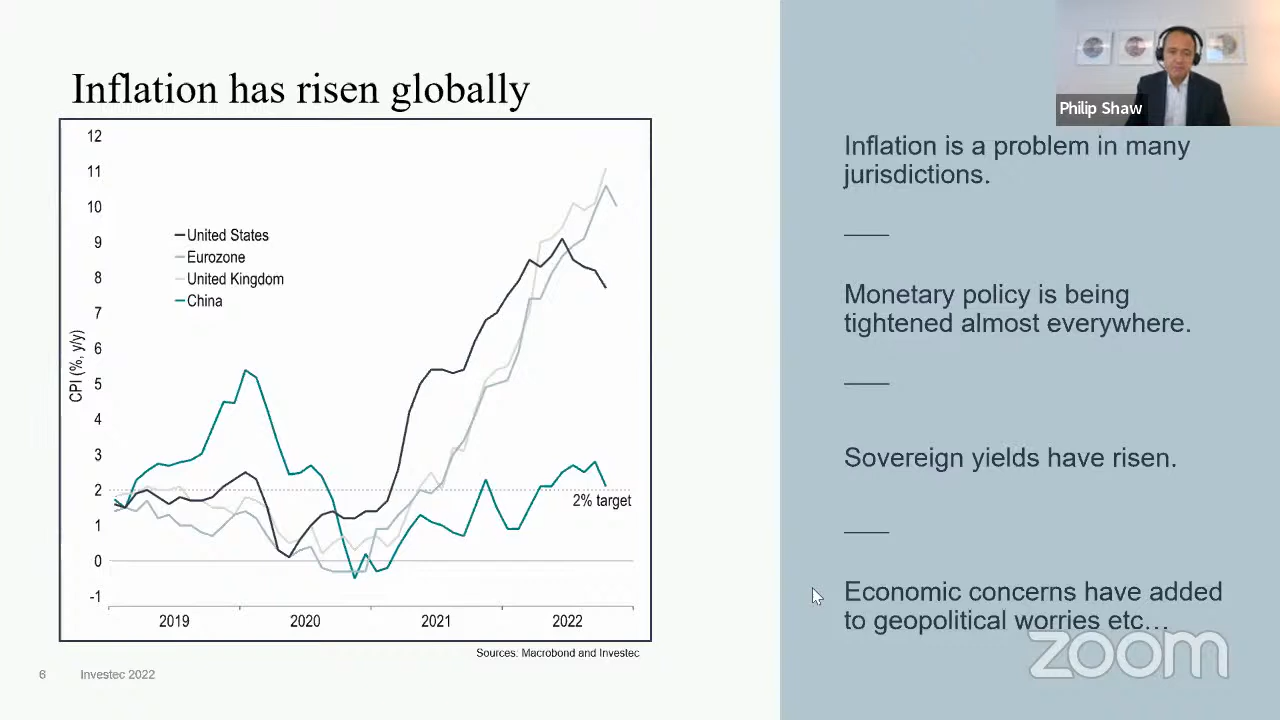 Philip Shaw
Inflation has risen globally
12
11
10
9
8
7
6
5
4
3
2
1
0
-1
CPI (%, y/y)
United States
Eurozone
United Kingdom
China
2% target
2019
2020
2021
2022
Sources: Macrobond and Investec
6
Investec 2022
Inflation is a problem in many
jurisdictions.
Monetary policy is being
tightened almost everywhere.
Sovereign yields have risen.
Economic concerns have added
to geopolitical worries etc…
zoom